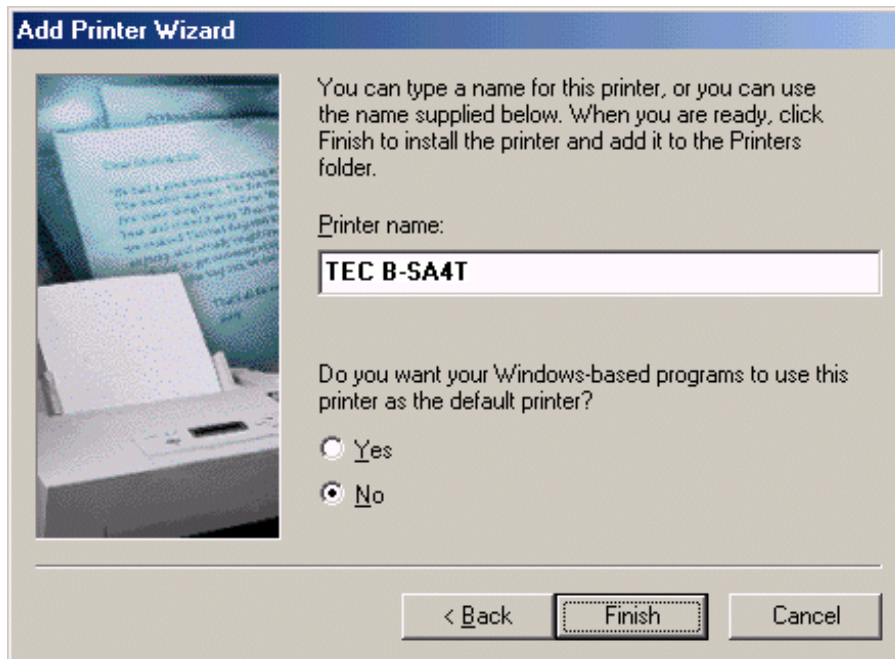 Add Printer Wizard
You can type a name for this printer, or you can use
the name supplied below. When you are ready, click
Finish to install the printer and add it to the Printers
folder.
Printer name:
TEC B-SA4T
Do you want your Windows-based programs to use this
printer as the default printer?
Yes
No
< Back
Finish
Cancel